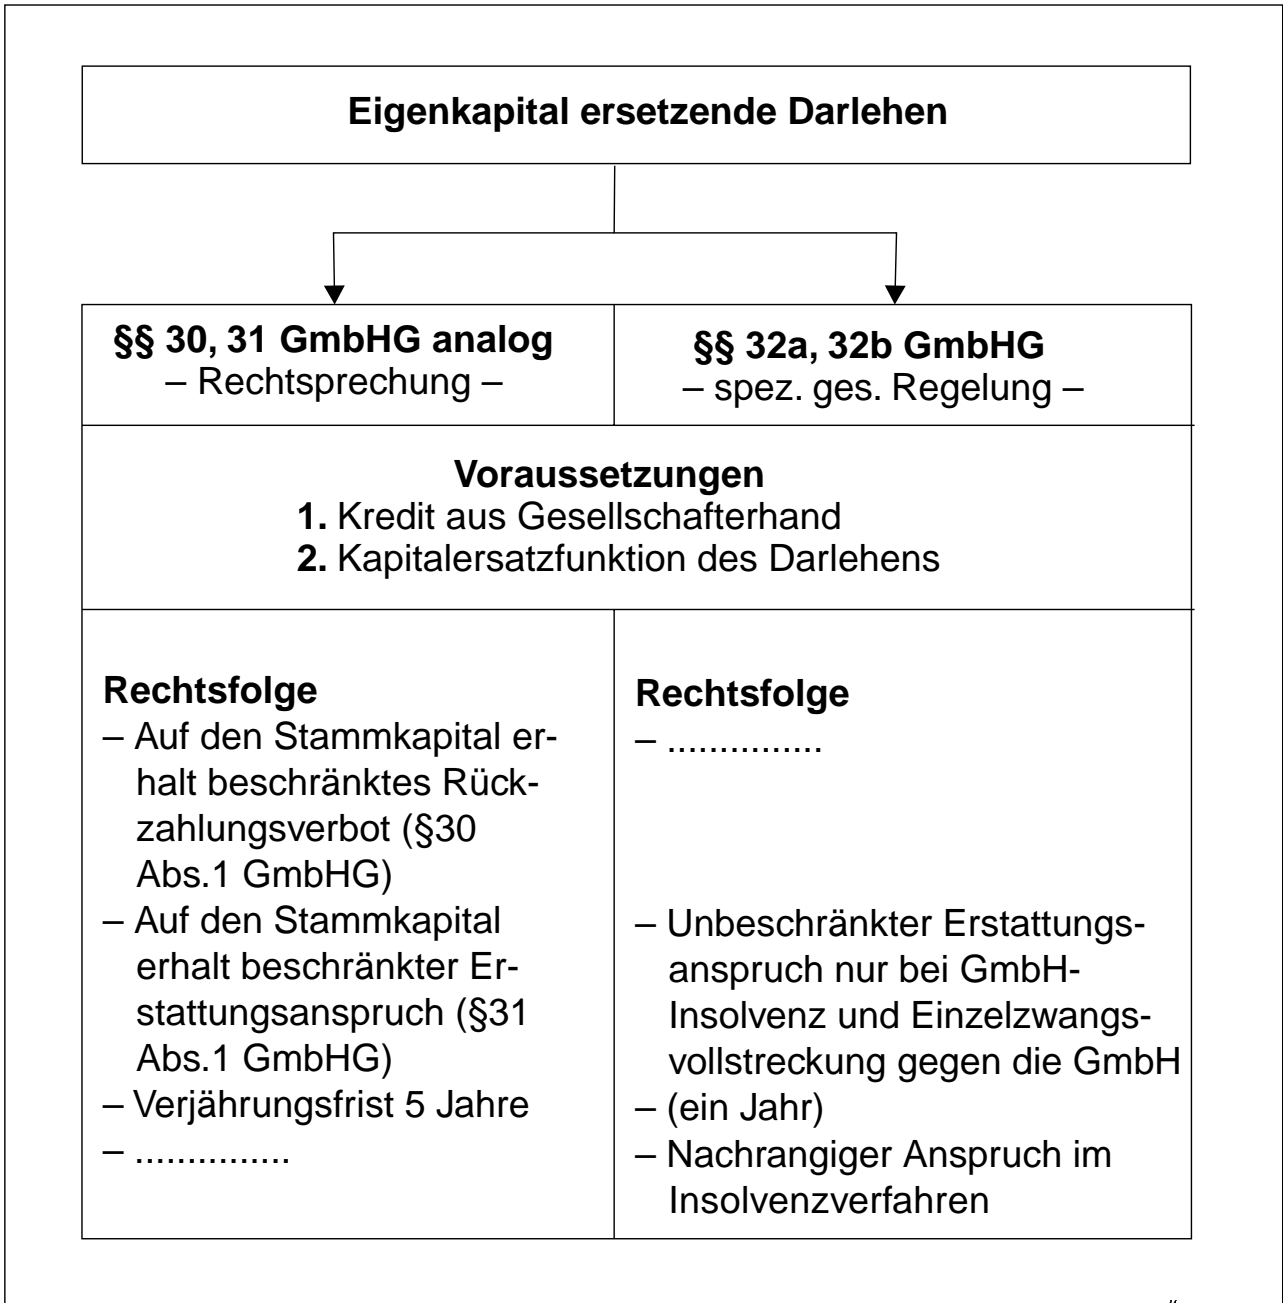 Eigenkapital ersetzende Darlehen
§§ 30, 31 GmbHG analog
– Rechtsprechung –
§§ 32a, 32b GmbHG
– spez. ges. Regelung –
Voraussetzungen
1. Kredit aus Gesellschafterhand
2. Kapitalersatzfunktion des Darlehens
Rechtsfolge
– Auf den Stammkapital er-
halt beschränktes Rück-
zahlungsverbot (§30
Abs.1 GmbHG)
– Auf den Stammkapital
erhalt beschränkter Er-
stattungsanspruch (§31
Abs.1 GmbHG)
– Verjährungsfrist 5 Jahre
– ...............
Rechtsfolge
– ...............
– Unbeschränkter Erstattungs-
anspruch nur bei GmbH-
Insolvenz und Einzelzwangs-
vollstreckung gegen die GmbH
– (ein Jahr)
– Nachrangiger Anspruch im
Insolvenzverfahren